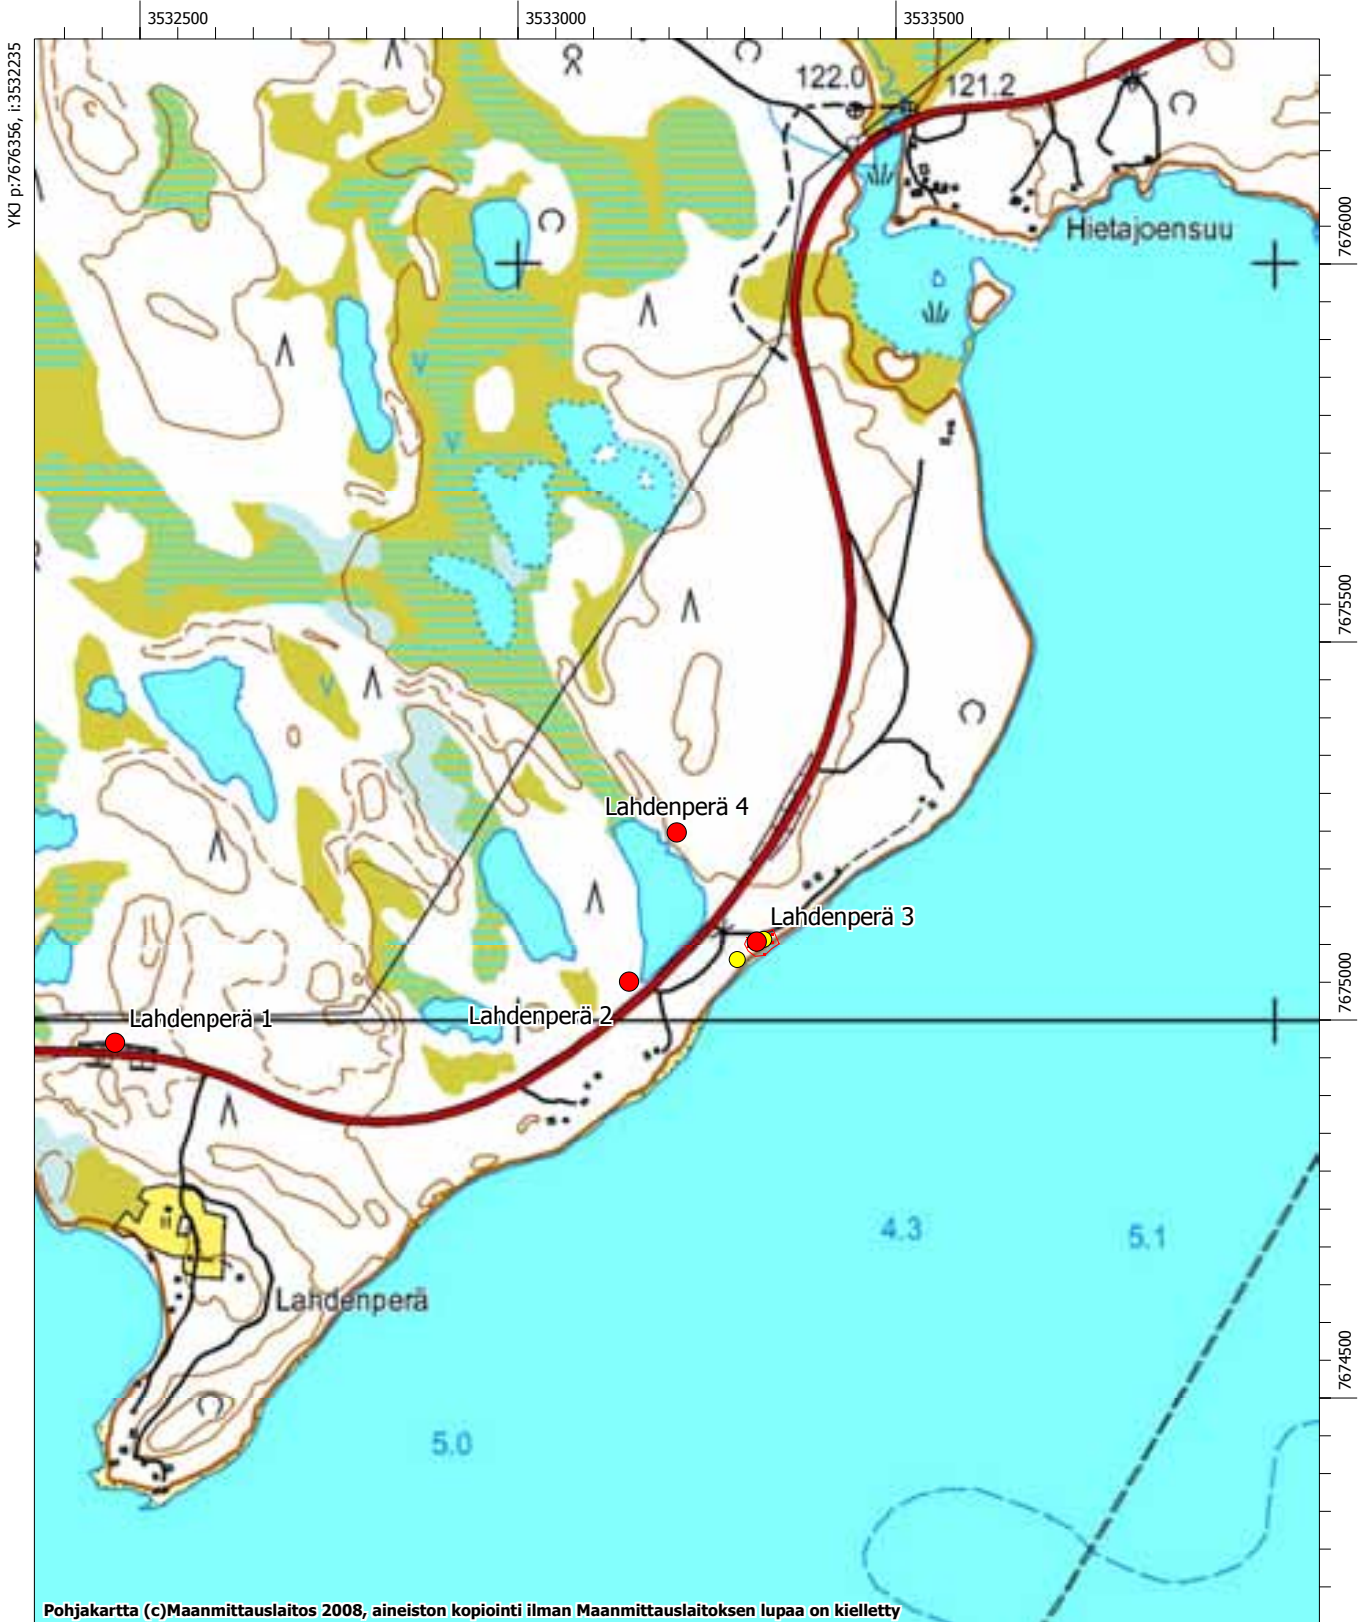 3532500
3533000
3533500
YKJ p:7676356, i:3532235
122.0
121.2
Hietajoensuu
7676000
7675500
Lahdenperä 4
Lahdenperä 3
7675000
Lahdenperä 2
Lahdenperä 1
4.3
5.1
Lahdenperä
7674500
5.0
Pohjakartta (c)Maanmittauslaitos 2008, aineiston kopiointi ilman Maanmittauslaitoksen lupaa on kielletty